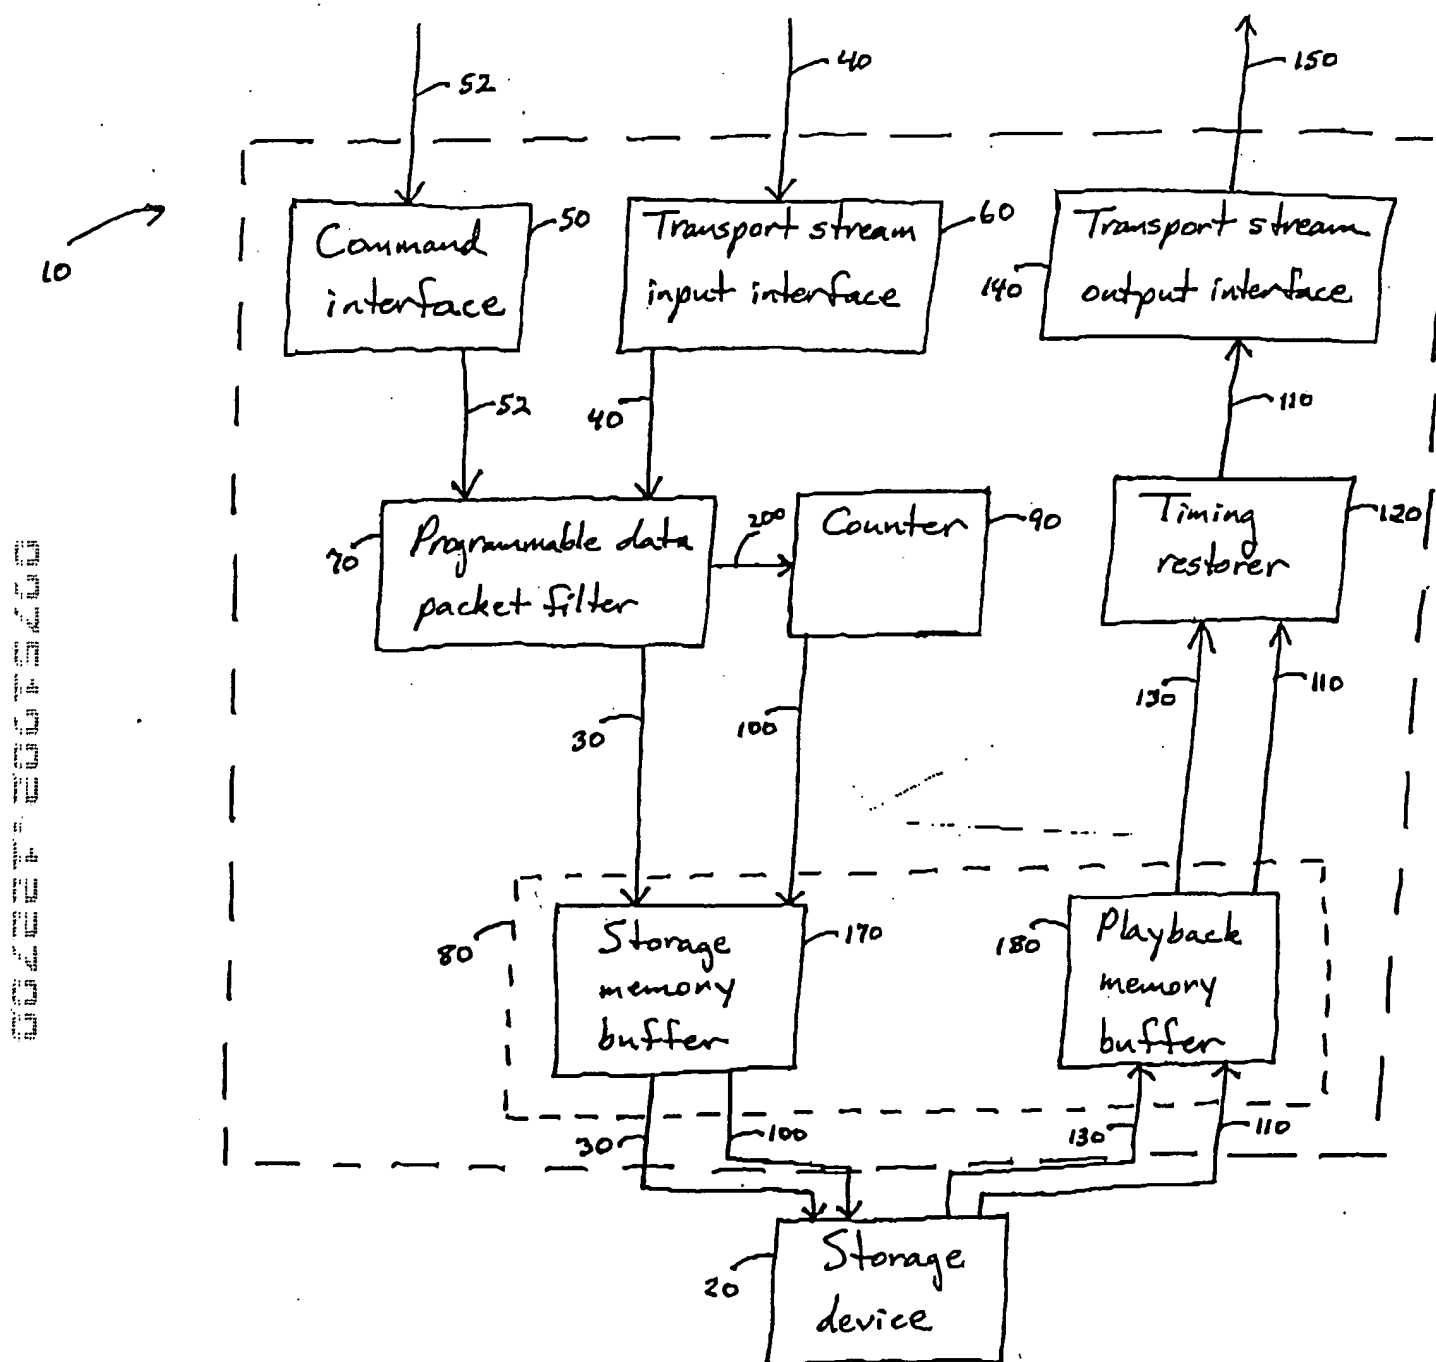 52
40
150
10
Command
interface
50
Transport stream
input interface
60
Transport stream
output interface
140
52
40
110
Programmable data
packet filter
70
200
Counter
90
Timing
restorer
120
30
100
130
110
80
Storage
memory
buffer
170
180
Playback
memory
buffer
30
100
130
110
20
Storage
device